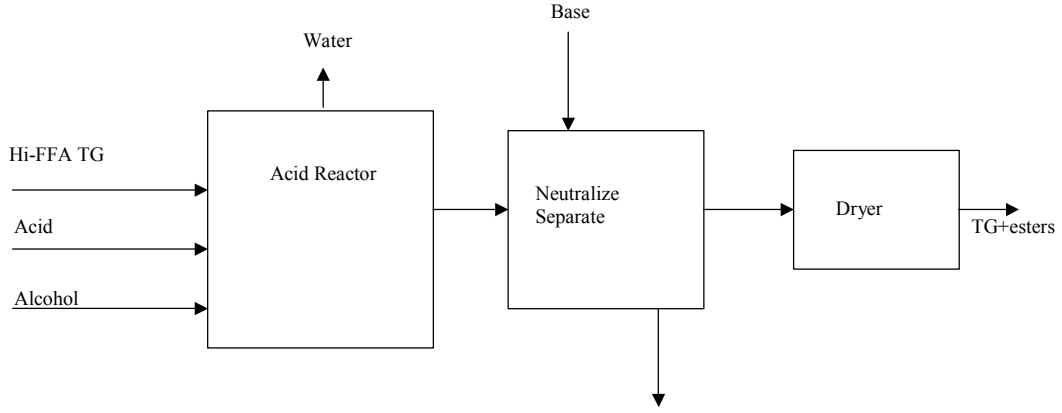 Base
Water
Hi-FFA TG
Acid Reactor
Acid
Alcohol
Neutralize
Separate
Dryer
TG+esters